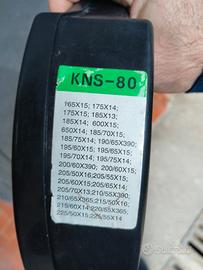 KNS-80
165X15; 175X14;
175X15; 185X13;
185X14; 600X15;
650X14; 185/70X15;
185/75X14; 190/65X390;
195/60X15; 195/65X15;
195/70X14; 195/75X14;
200/60X390; 200/60X15;
205/50X16; 205/55X15;
205/60X15; 205/65X14;
205/70X13; 210/55X390;
210/65X365; 215/50X16;
215/60X14; 220/55X365;
225/50X15; 225/55X14
subito